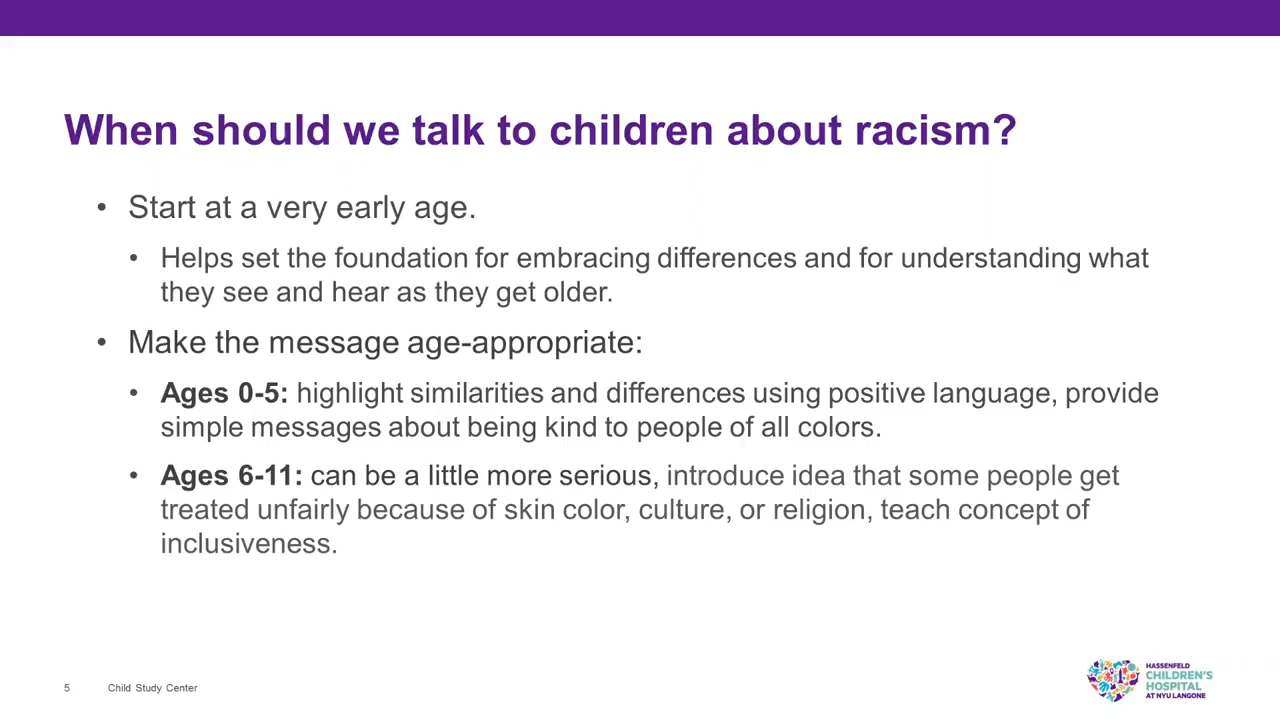 When should we talk to children about racism?
• Start at a very early age.
• Helps set the foundation for embracing differences and for understanding what
they see and hear as they get older.
• Make the message age-appropriate:
• Ages 0-5: highlight similarities and differences using positive language, provide
simple messages about being kind to people of all colors.
• Ages 6-11: can be a little more serious, introduce idea that some people get
treated unfairly because of skin color, culture, or religion, teach concept of
inclusiveness.
5 Child Study Center
HASSENFELD
CHILDREN'S
HOSPITAL
AT NYU LANGONE